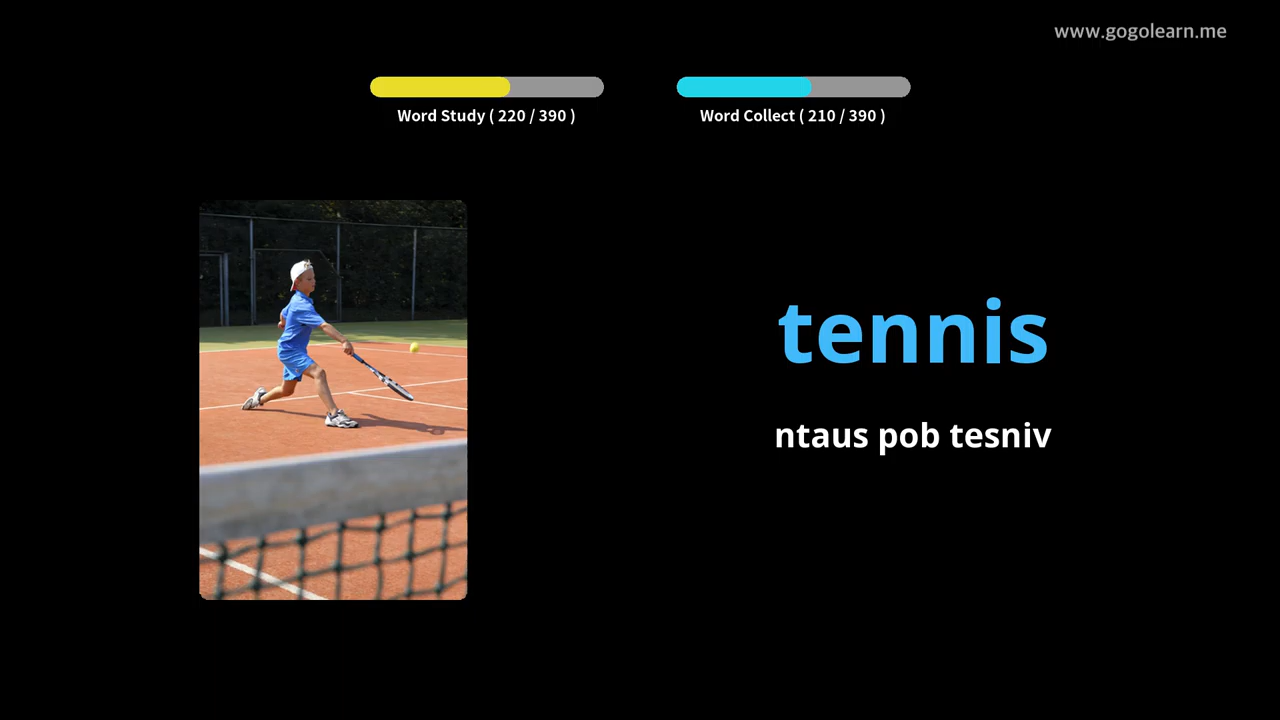 www.gogolearn.me
Word Study ( 220 / 390 )
Word Collect ( 210 / 390 )
tennis
ntaus pob tesniv